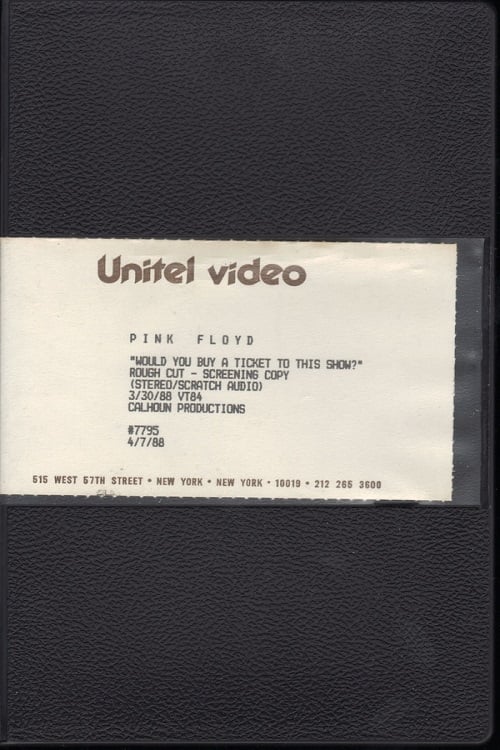 Unitel video
PINK FLOYD
"WOULD YOU BUY A TICKET TO THIS SHOW?"
ROUGH CUT - SCREENING COPY
(STEREO/SCRATCH AUDIO)
3/30/88 VT84
CALHOUN PRODUCTIONS
#7795
4/7/88
515 WEST 57TH STREET • NEW YORK • NEW YORK • 10019 • 212 265 3600